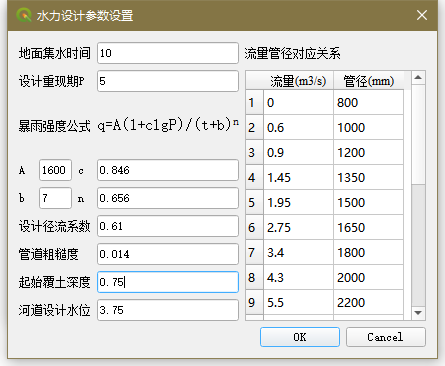 水力设计参数设置
地面集水时间 10
设计重现期P 5
暴雨强度公式 q=A(1+clgP)/(t+b)ⁿ
A 1600 c 0.846
b 7 n 0.656
设计径流系数 0.61
管道粗糙度 0.014
起始覆土深度 0.75
河道设计水位 3.75
流量管径对应关系
流量(m3/s) 管径(mm)
1 0 800
2 0.6 1000
3 0.9 1200
4 1.45 1350
5 1.95 1500
6 2.75 1650
7 3.4 1800
8 4.3 2000
9 5.5 2200
OK Cancel